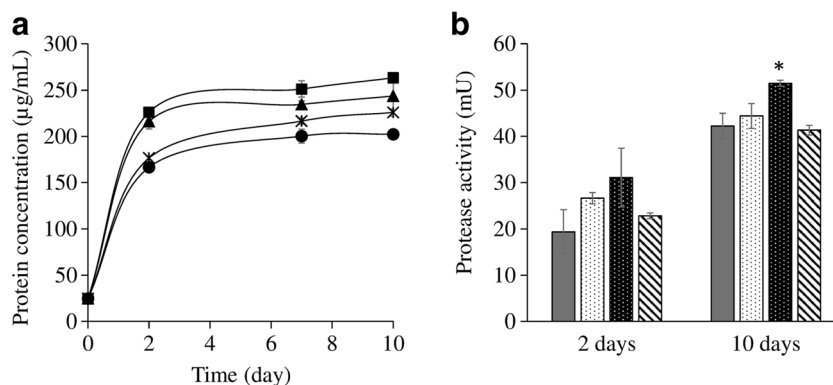 a
Protein concentration (µg/mL)
300
250
200
150
100
50
0
0 2 4 6 8 10
Time (day)
b
Protease activity (mU)
60
50
40
30
20
10
0
*
2 days 10 days